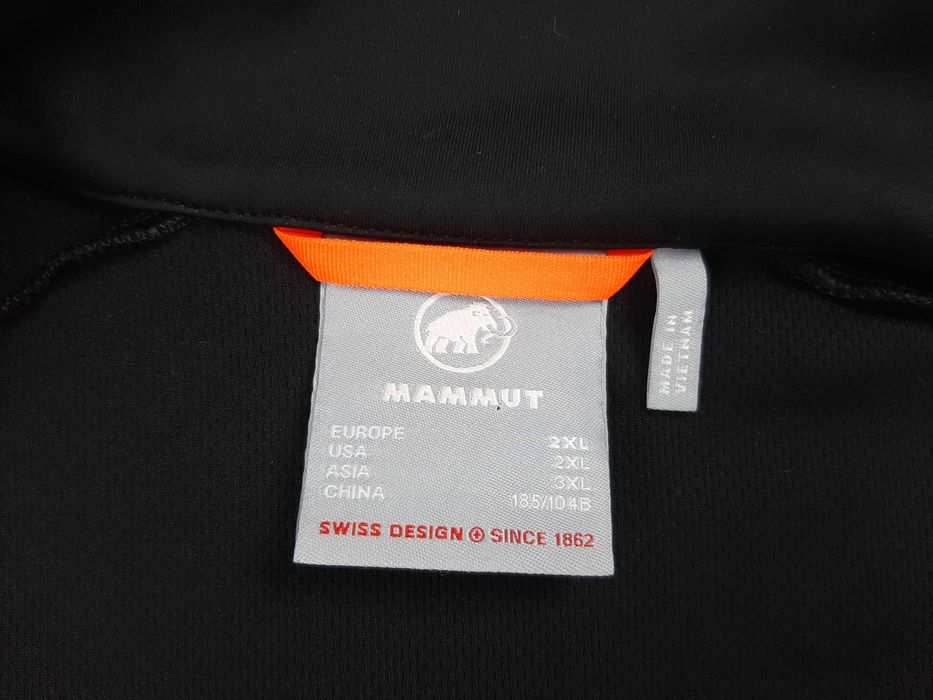 MAMMUT
EUROPE 2XL
USA 2XL
ASIA 3XL
CHINA 185/104B
SWISS DESIGN SINCE 1862
MADE IN
VIETNAM